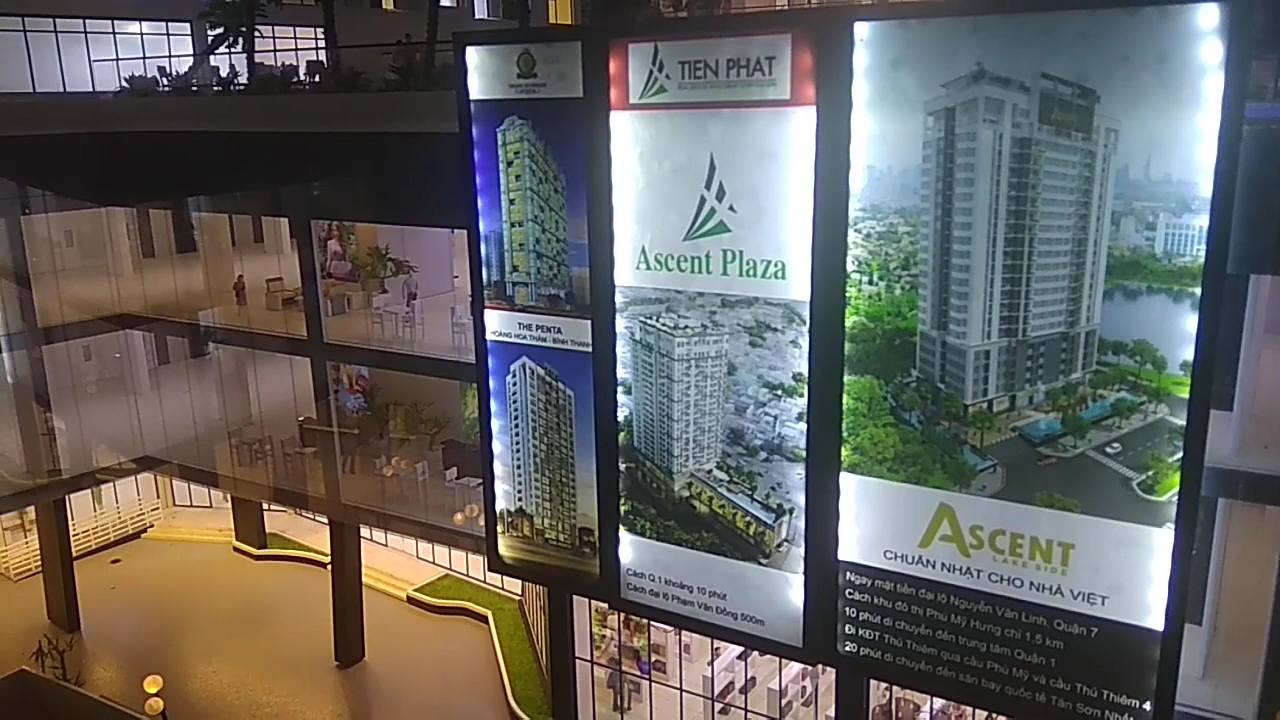 THE PENTA
HOÀNG HOA THÁM - BÌNH THẠNH
TIEN PHAT
Ascent Plaza
Cách Q.1 khoảng 10 phút
Cách đại lộ Phạm Văn Đồng 500m
ASCENT
LAKE SIDE
CHUẨN NHẬT CHO NHÀ VIỆT
Ngay mặt tiền đại lộ Nguyễn Văn Linh, Quận 7
Cách khu đô thị Phú Mỹ Hưng chỉ 1,5 km
10 phút di chuyển đến trung tâm Quận 1
Đi KĐT Thủ Thiêm qua cầu Phú Mỹ và cầu Thủ Thiêm 4
20 phút di chuyển đến sân bay quốc tế Tân Sơn Nhất